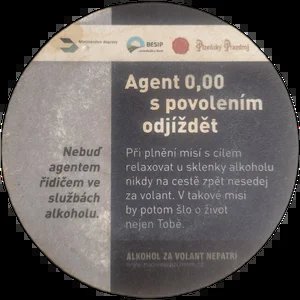 Ministerstvo dopravy
BESIP
Plzeňský Prazdroj
Agent 0,00
s povolením
odjíždět
Nebuď
agentem
řidičem ve
službách
alkoholu.
Při plnění misí s cílem
relaxovat u sklenky alkoholu
nikdy na cestě zpět nesedej
za volant. V takové misi
by potom šlo o život
nejen Tobě.
ALKOHOL ZA VOLANT NEPATŘÍ